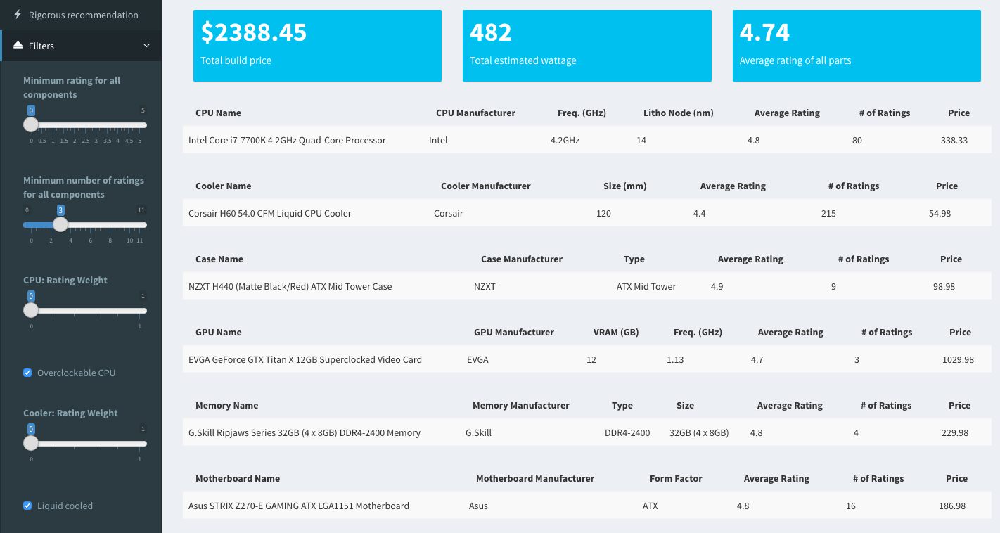 Rigorous recommendation
Filters
Minimum rating for all
components
0 5
0 0.5 1 1.5 2 2.5 3 3.5 4 4.5 5
Minimum number of ratings
for all components
0 3 11
0 2 4 6 8 10 11
CPU: Rating Weight
0 1
0 1
Overclockable CPU
Cooler: Rating Weight
0 1
0 1
Liquid cooled
$2388.45
Total build price
482
Total estimated wattage
4.74
Average rating of all parts
CPU Name CPU Manufacturer Freq. (GHz) Litho Node (nm) Average Rating # of Ratings Price
Intel Core i7-7700K 4.2GHz Quad-Core Processor Intel 4.2GHz 14 4.8 80 338.33
Cooler Name Cooler Manufacturer Size (mm) Average Rating # of Ratings Price
Corsair H60 54.0 CFM Liquid CPU Cooler Corsair 120 4.4 215 54.98
Case Name Case Manufacturer Type Average Rating # of Ratings Price
NZXT H440 (Matte Black/Red) ATX Mid Tower Case NZXT ATX Mid Tower 4.9 9 98.98
GPU Name GPU Manufacturer VRAM (GB) Freq. (GHz) Average Rating # of Ratings Price
EVGA GeForce GTX Titan X 12GB Superclocked Video Card EVGA 12 1.13 4.7 3 1029.98
Memory Name Memory Manufacturer Type Size Average Rating # of Ratings Price
G.Skill Ripjaws Series 32GB (4 x 8GB) DDR4-2400 Memory G.Skill DDR4-2400 32GB (4 x 8GB) 4.8 4 229.98
Motherboard Name Motherboard Manufacturer Form Factor Average Rating # of Ratings Price
Asus STRIX Z270-E GAMING ATX LGA1151 Motherboard Asus ATX 4.8 16 186.98